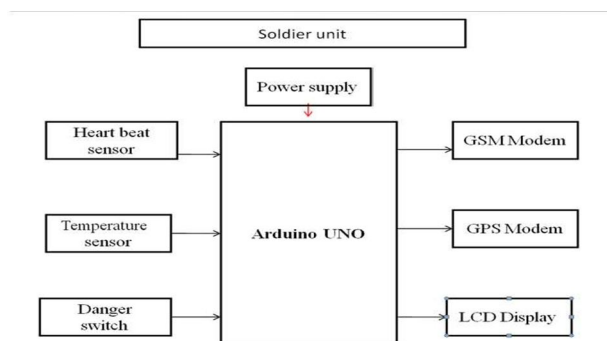 Soldier unit
Power supply
Heart beat
sensor
GSM Modem
Temperature
sensor
Arduino UNO
GPS Modem
Danger
switch
LCD Display